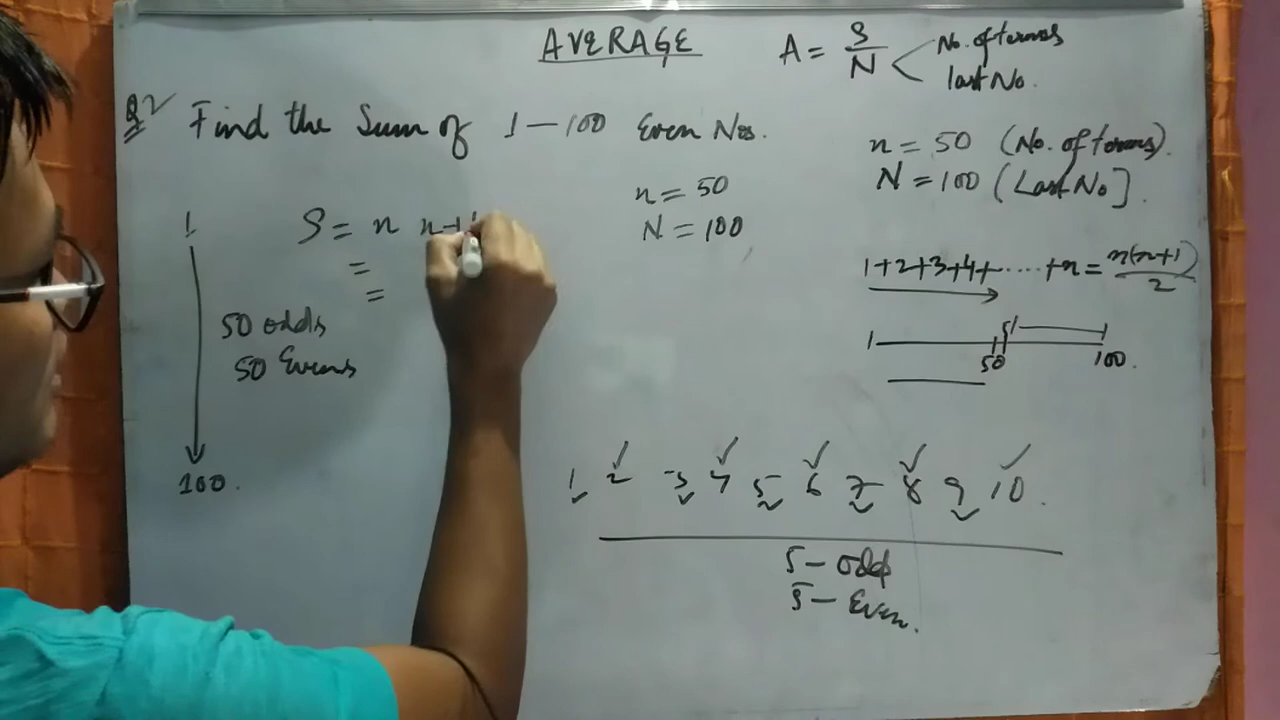 AVERAGE
A = S/N < No. of terms
last No.
Q2 Find the Sum of 1 – 100 Even Nos.
n = 50 (No. of terms).
N = 100 (Last No]
n = 50
N = 100
1
S = n n+1
=
=
1+2+3+4+ ..... +n = n(n+1)/2
50 odds
50 Evens
1 50 51 100.
100.
1 2 3 4 5 6 7 8 9 10.
5 – odd
5 – Even.